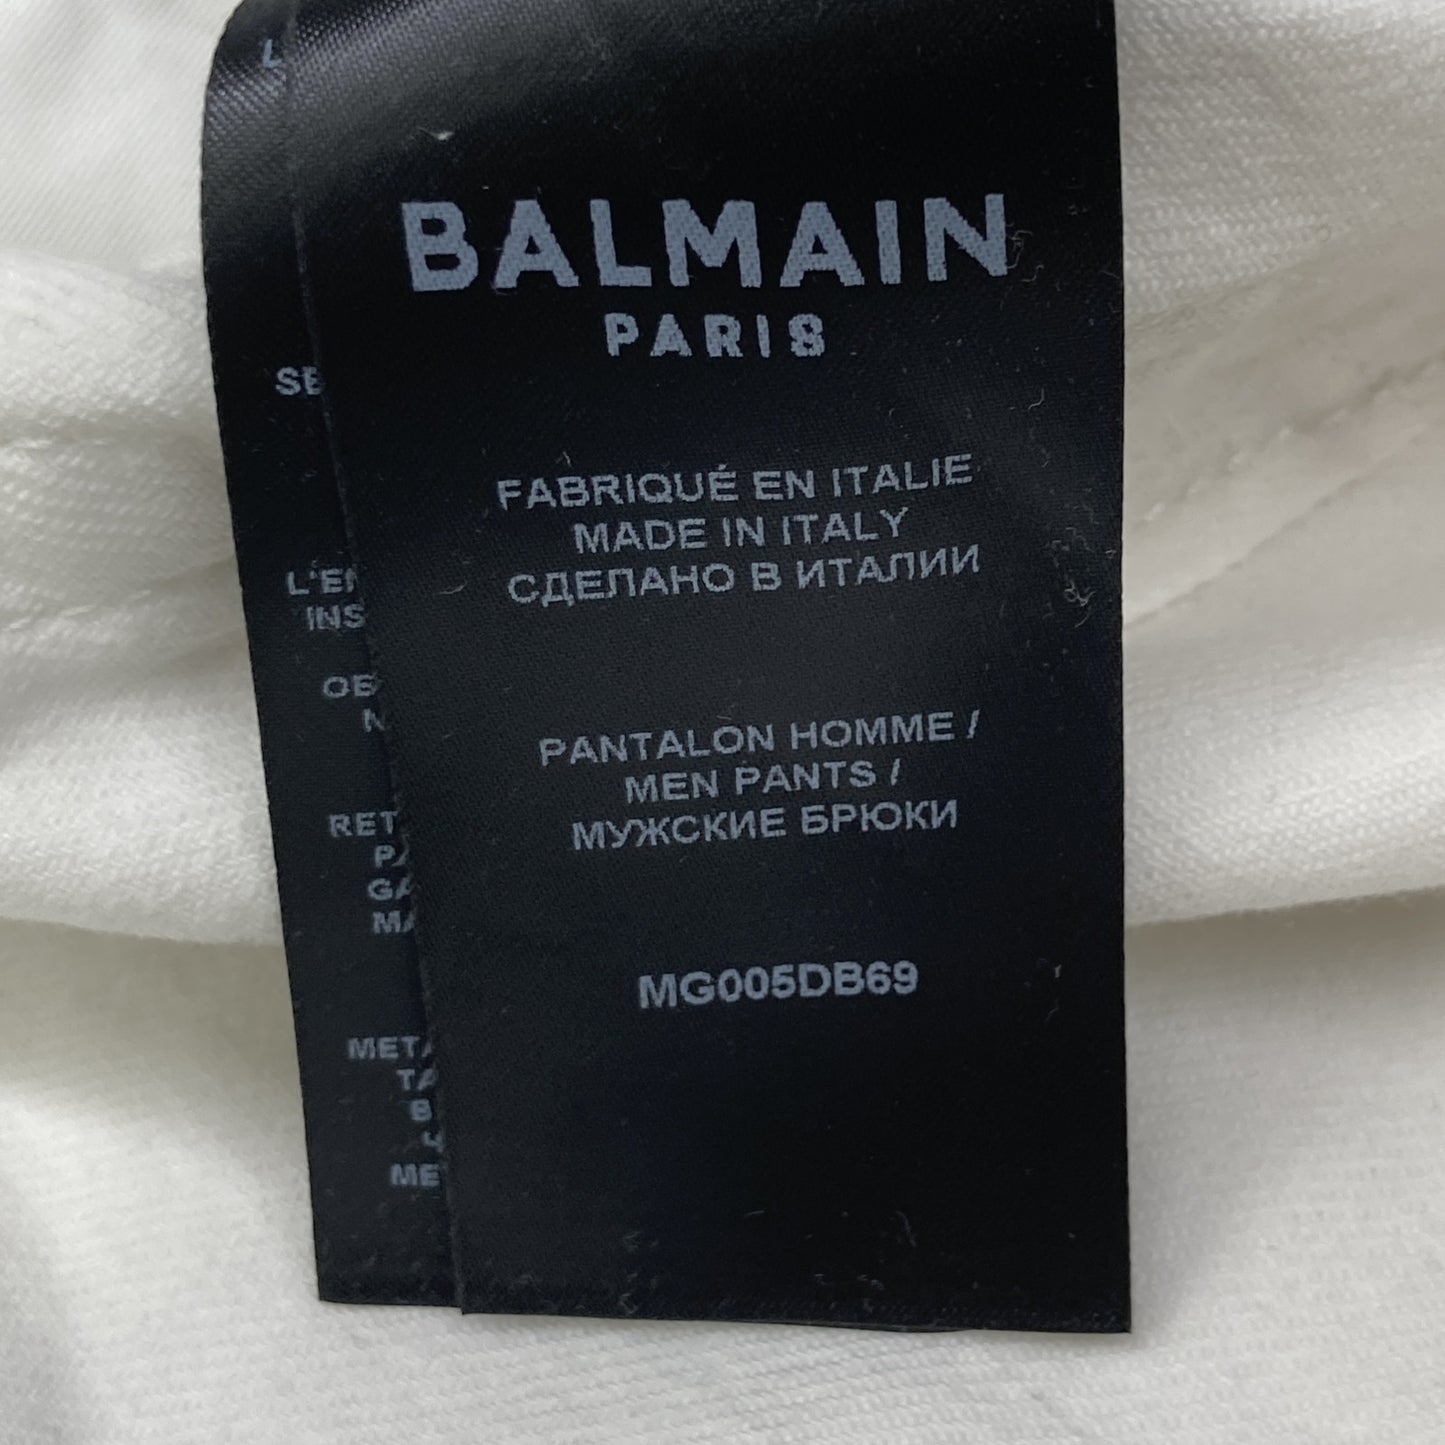 BALMAIN
PARIS
FABRIQUÉ EN ITALIE
MADE IN ITALY
СДЕЛАНО В ИТАЛИИ
PANTALON HOMME /
MEN PANTS /
МУЖСКИЕ БРЮКИ
MG005DB69